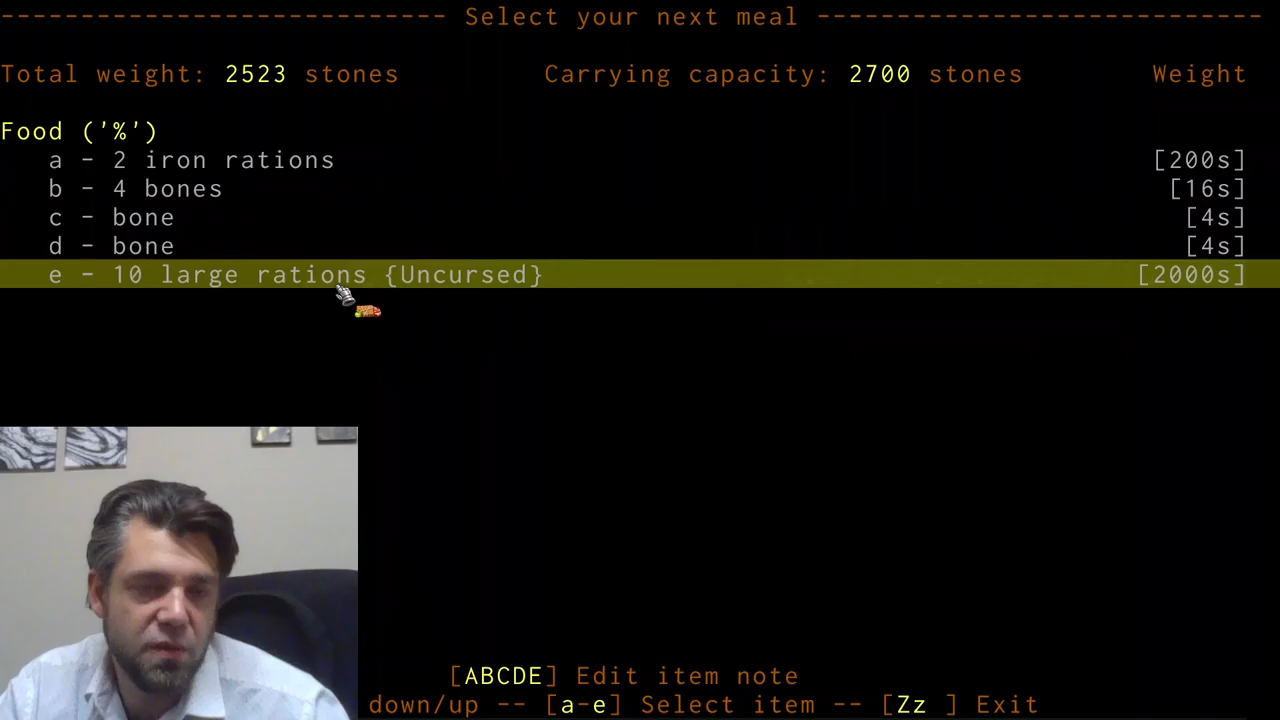 --------------------------- Select your next meal ---------------------------
Total weight: 2523 stones Carrying capacity: 2700 stones Weight
Food ('%')
a - 2 iron rations [200s]
b - 4 bones [16s]
c - bone [4s]
d - bone [4s]
e - 10 large rations {Uncursed} [2000s]
[ABCDE] Edit item note
down/up -- [a-e] Select item -- [Zz ] Exit